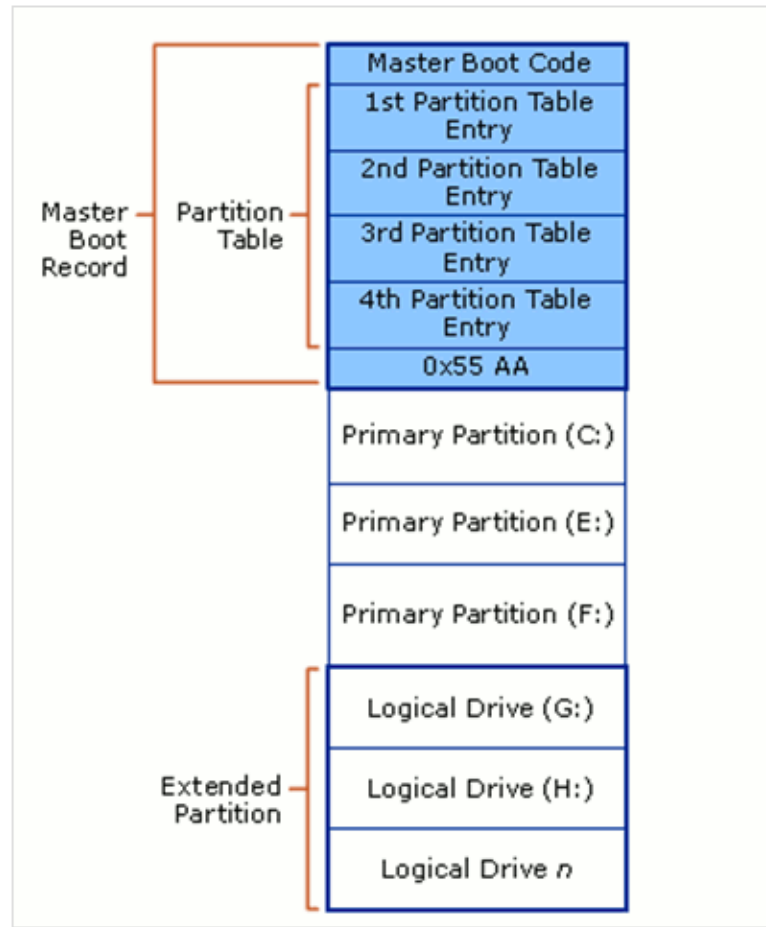 Master Boot Code
1st Partition Table
Entry
2nd Partition Table
Entry
3rd Partition Table
Entry
4th Partition Table
Entry
0x55 AA
Master
Boot
Record
Partition
Table
Primary Partition (C:)
Primary Partition (E:)
Primary Partition (F:)
Logical Drive (G:)
Logical Drive (H:)
Logical Drive n
Extended
Partition